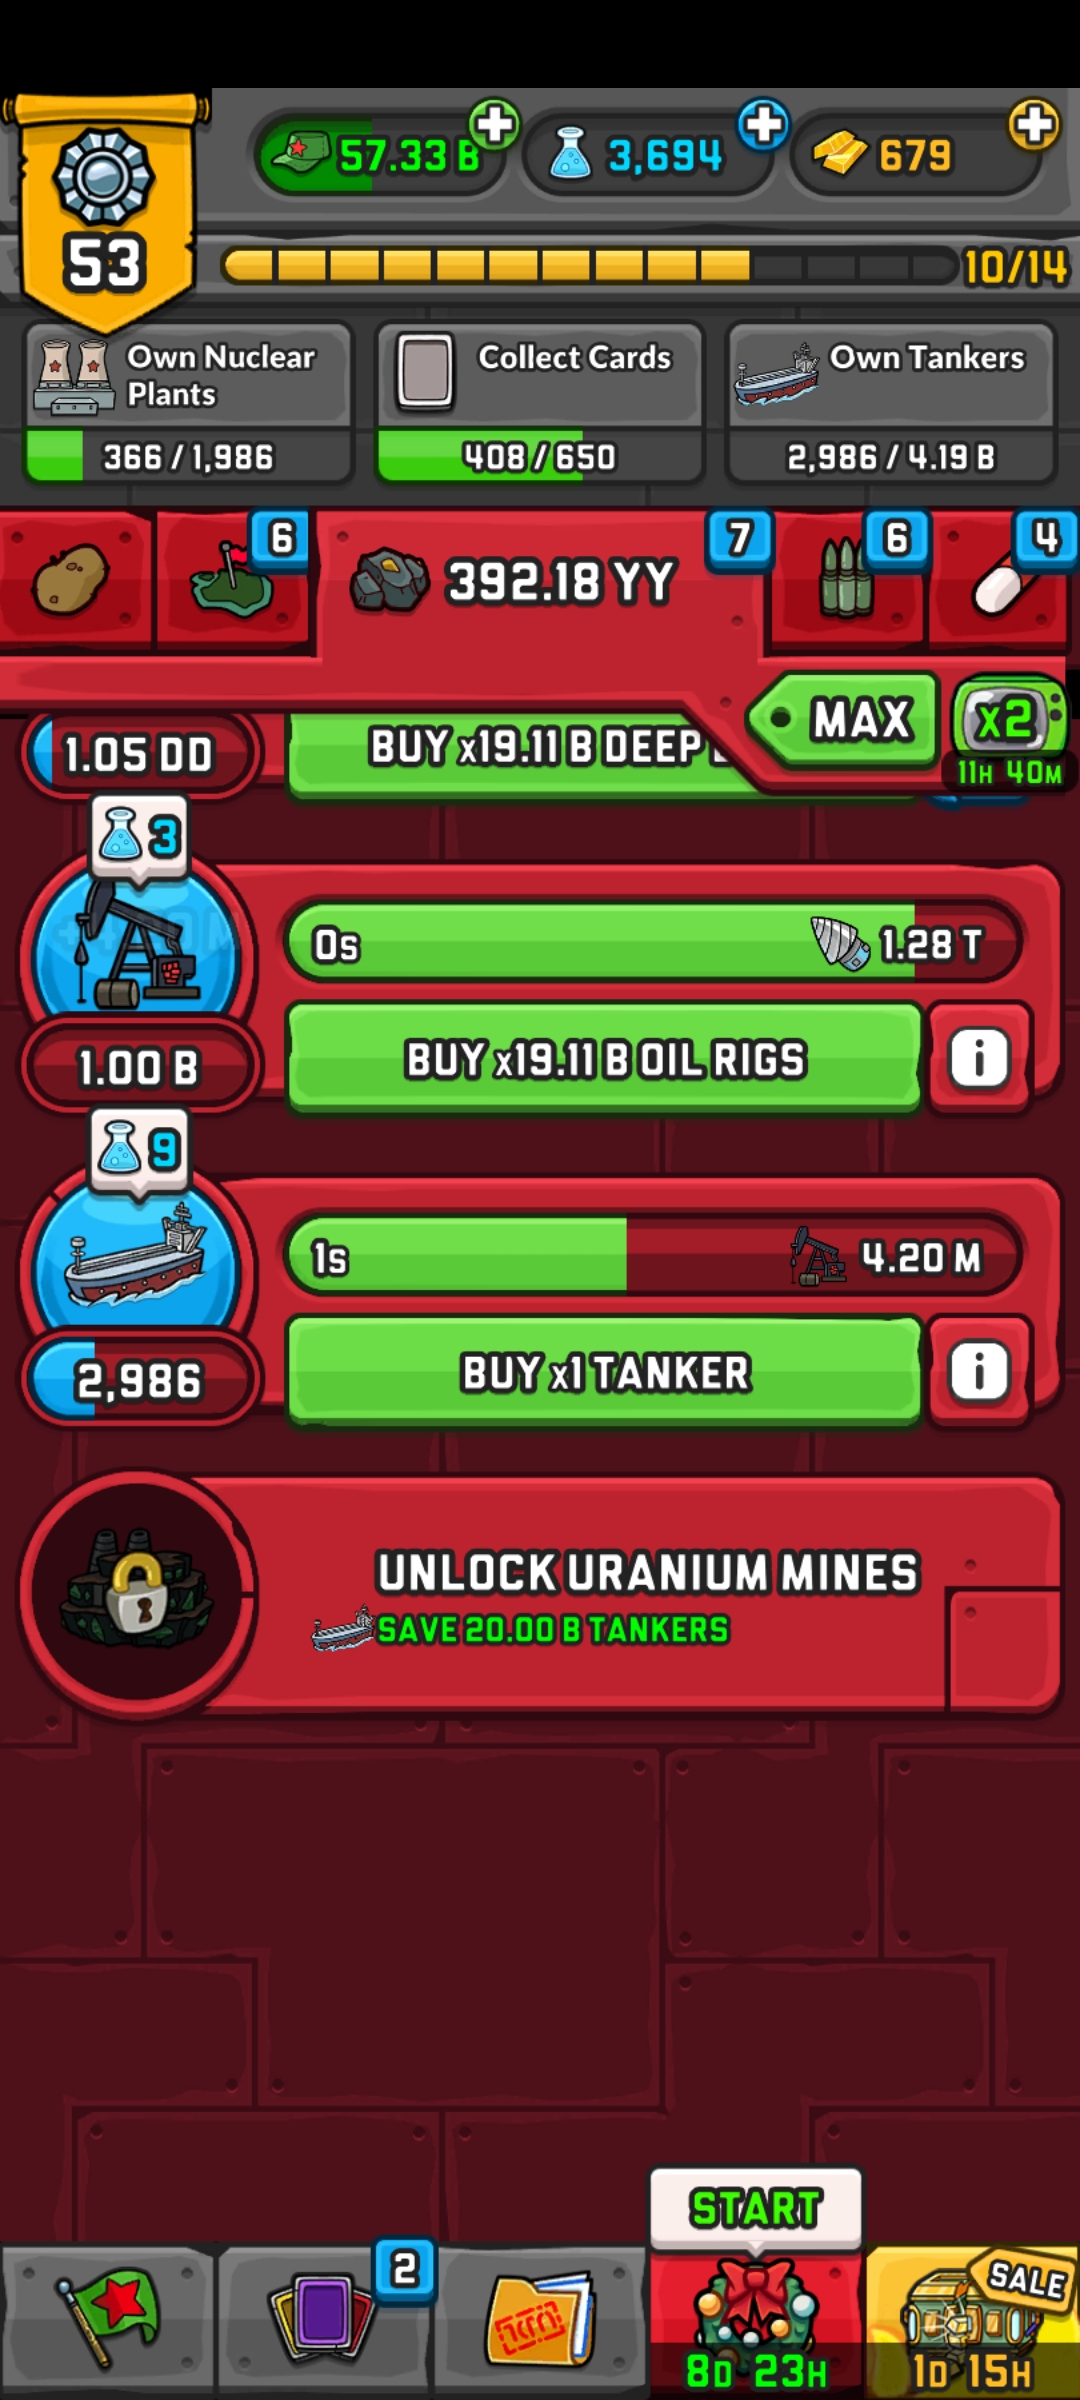 57.33 B
3,694
679
53
10/14
Own Nuclear
Plants
366 / 1,986
Collect Cards
408 / 650
Own Tankers
2,986 / 4.19 B
6
392.18 YY
7
6
4
MAX
x2
11H 40M
1.05 DD
BUY x19.11 B DEEP
3
0s
1.28 T
1.00 B
BUY x19.11 B OIL RIGS
i
9
1s
4.20 M
2,986
BUY x1 TANKER
i
UNLOCK URANIUM MINES
SAVE 20.00 B TANKERS
START
2
SALE
8D 23H
1D 15H